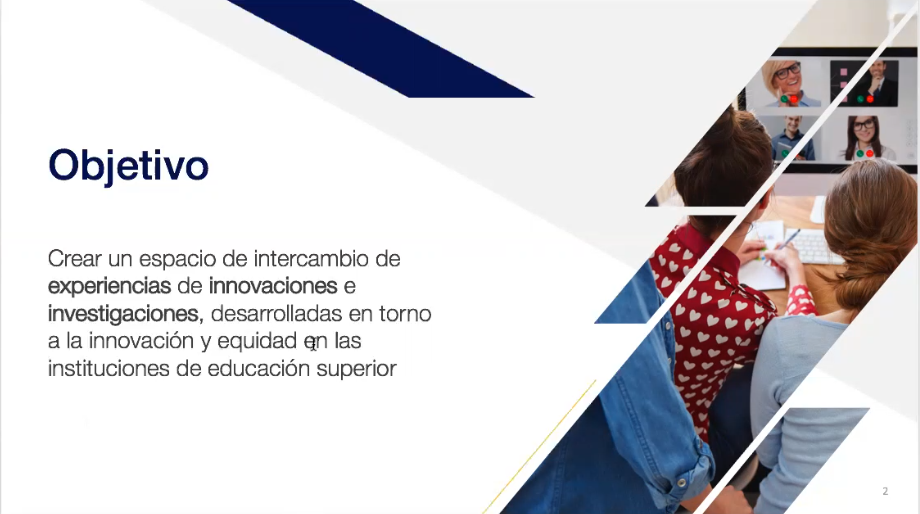 Objetivo
Crear un espacio de intercambio de
experiencias de innovaciones e
investigaciones, desarrolladas en torno
a la innovación y equidad en las
instituciones de educación superior
2